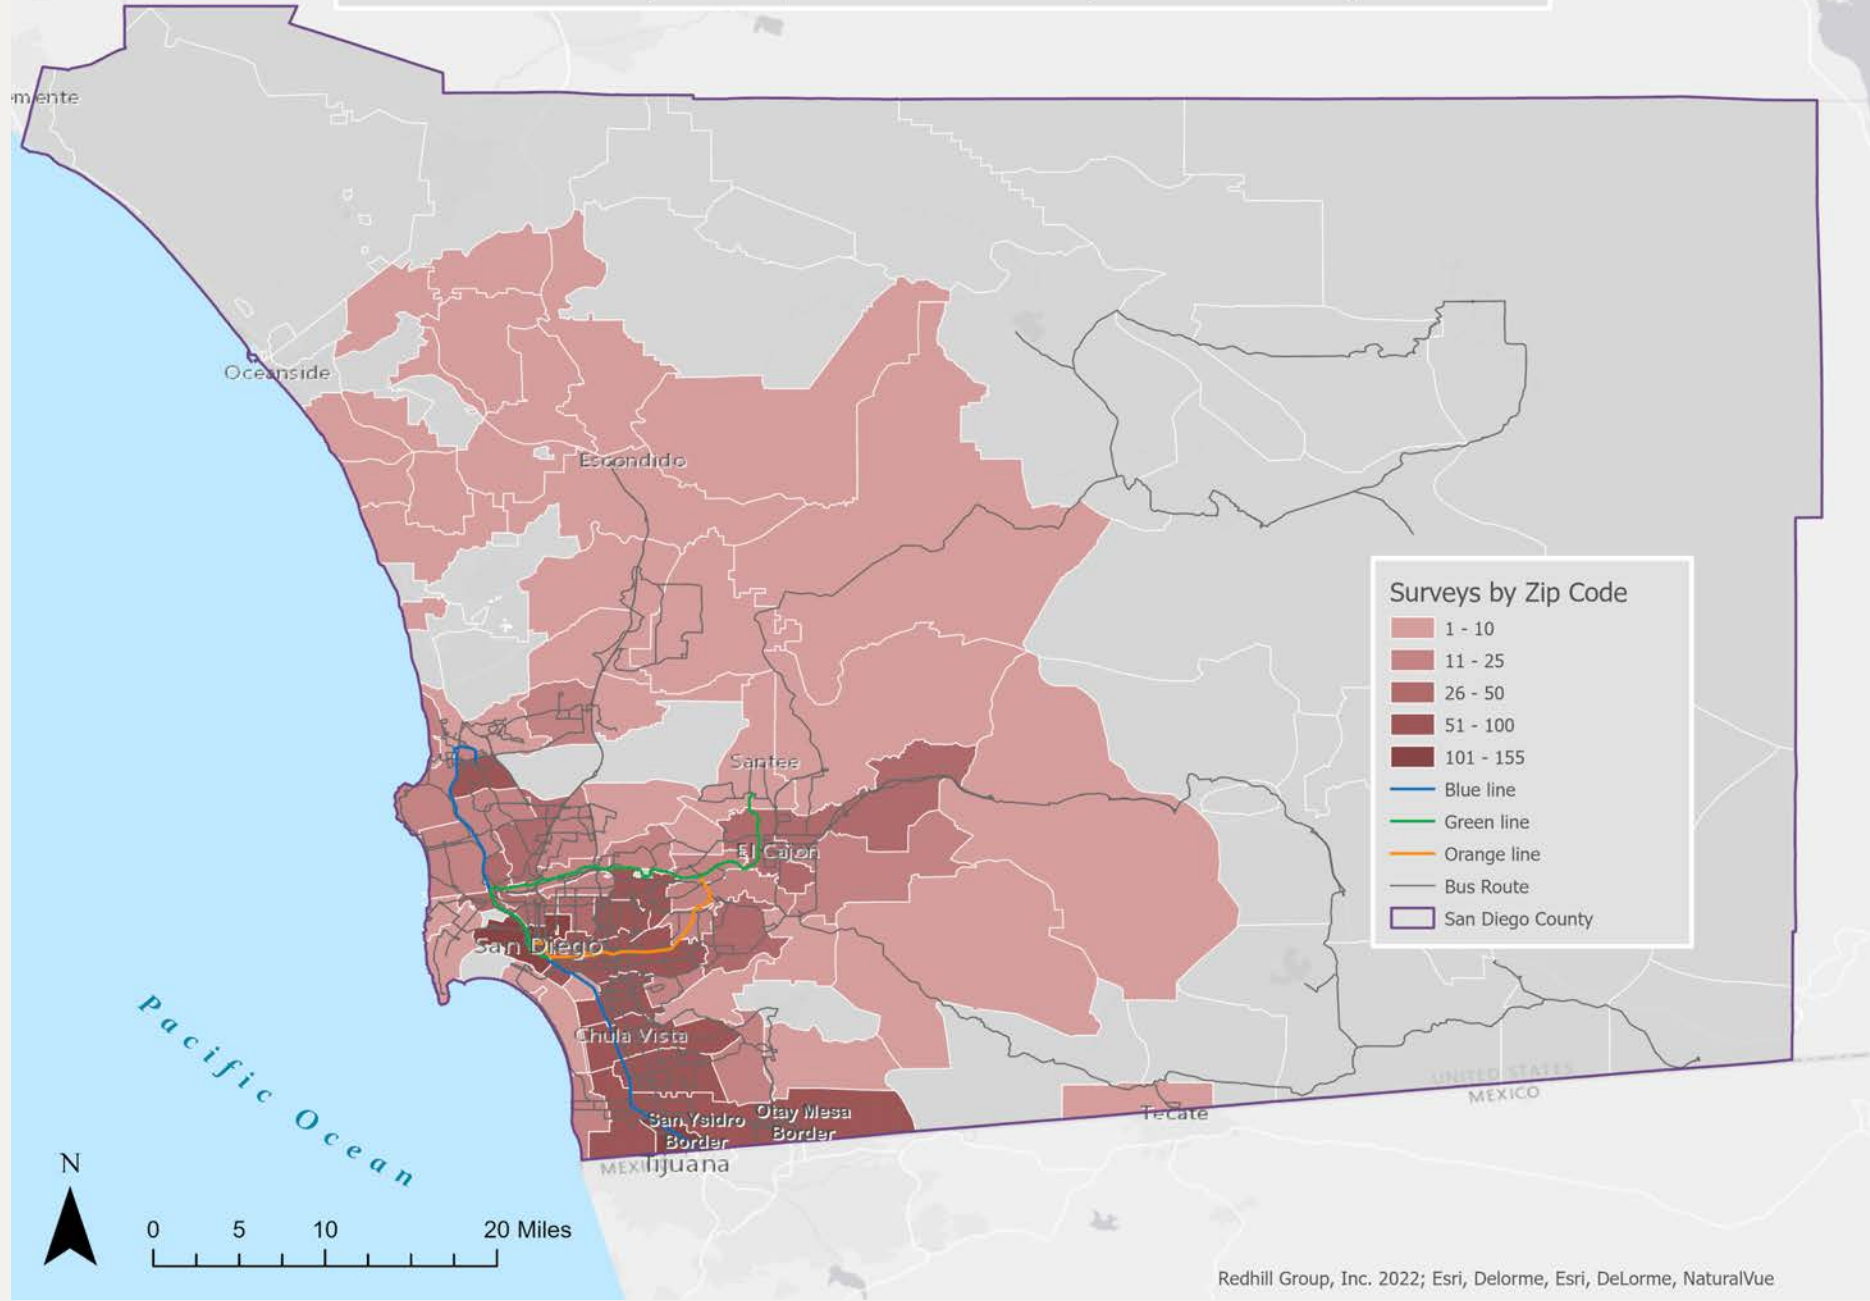 mente
Oceanside
Escondido
Surveys by Zip Code
1 - 10
11 - 25
26 - 50
51 - 100
101 - 155
Blue line
Green line
Orange line
Bus Route
San Diego County
Santee
El Cajon
San Diego
Chula Vista
San Ysidro
Border
Otay Mesa
Border
Tecate
UNITED STATES
MEXICO
Tijuana
Pacific Ocean
N
0 5 10 20 Miles
Redhill Group, Inc. 2022; Esri, Delorme, Esri, DeLorme, NaturalVue